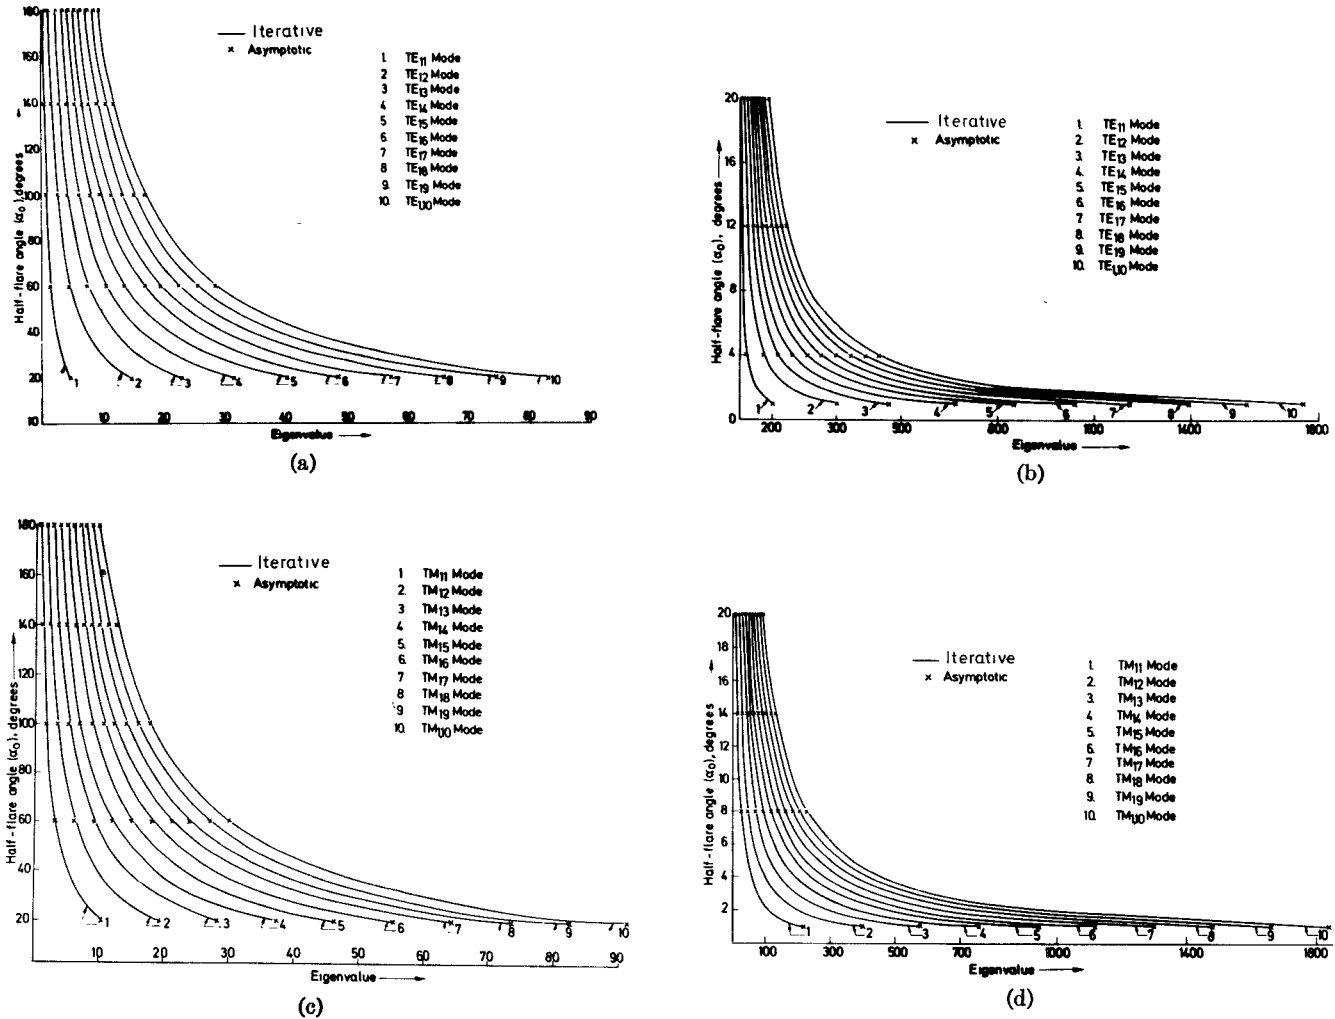 180
160
140
120
100
80
60
40
20
10
Half-flare angle (α₀), degrees
Iterative
× Asymptotic
1. TE11 Mode
2 TE12 Mode
3 TE13 Mode
4 TE14 Mode
5 TE15 Mode
6. TE16 Mode
7 TE17 Mode
8 TE18 Mode
9. TE19 Mode
10. TE1,10 Mode
1 2 3 4 5 6 7 8 9 10
10 20 30 40 50 60 70 80 90
Eigenvalue
(a)
20
16
12
8
4
0
Half-flare angle (α₀), degrees
Iterative
× Asymptotic
1. TE11 Mode
2. TE12 Mode
3. TE13 Mode
4. TE14 Mode
5. TE15 Mode
6. TE16 Mode
7 TE17 Mode
8. TE18 Mode
9. TE19 Mode
10. TE1,10 Mode
1 2 3 4 5 6 7 8 9 10
200 300 500 800 1100 1400 1800
Eigenvalue
(b)
180
160
140
120
100
80
60
40
20
Half-flare angle (α₀), degrees
Iterative
× Asymptotic
1 TM11 Mode
2. TM12 Mode
3 TM13 Mode
4 TM14 Mode
5. TM15 Mode
6. TM16 Mode
7 TM17 Mode
8 TM18 Mode
9 TM19 Mode
10. TM1,10 Mode
1 2 3 4 5 6 7 8 9 10
10 20 30 40 50 60 70 80 90
Eigenvalue
(c)
20
16
14
12
10
8
6
4
2
Half-flare angle (α₀), degrees
Iterative
× Asymptotic
1. TM11 Mode
2. TM12 Mode
3. TM13 Mode
4 TM14 Mode
5. TM15 Mode
6. TM16 Mode
7. TM17 Mode
8. TM18 Mode
9. TM19 Mode
10. TM1,10 Mode
1 2 3 4 5 6 7 8 9 10
100 300 500 700 1000 1400 1800
Eigenvalue
(d)